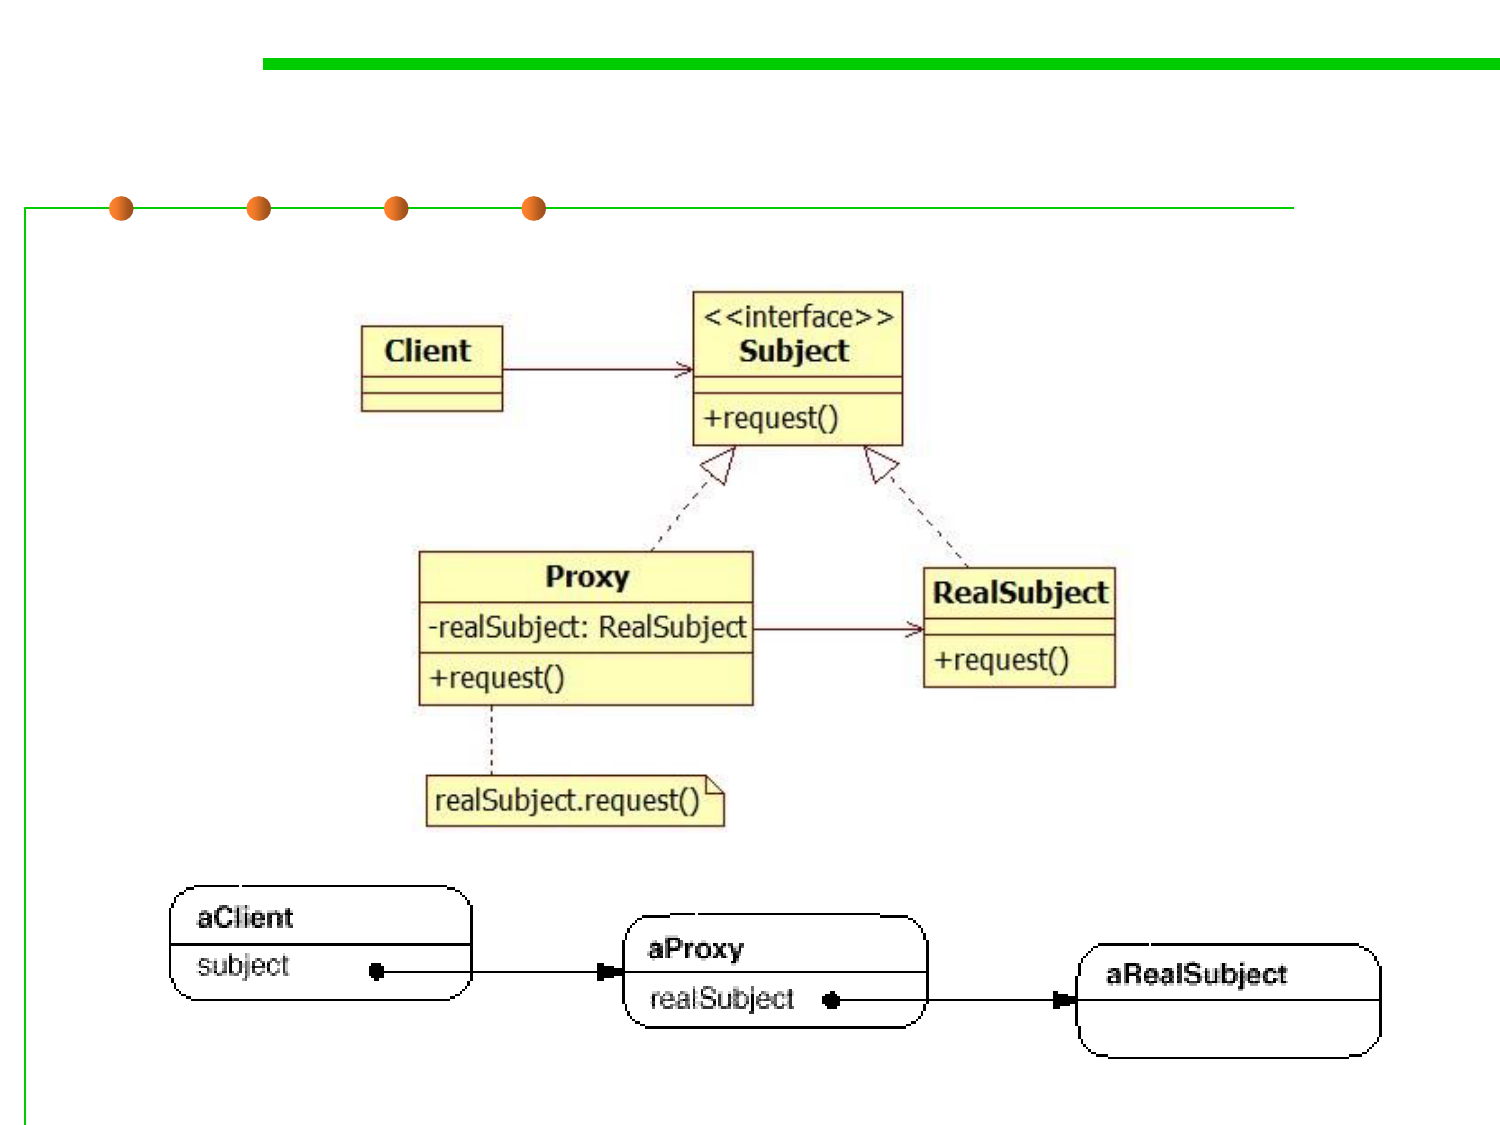 <<interface>>
Client
Subject
+request()
Proxy
-realSubject: RealSubject
+request()
RealSubject
+request()
realSubject.request()
aClient
subject
aProxy
realSubject
aRealSubject